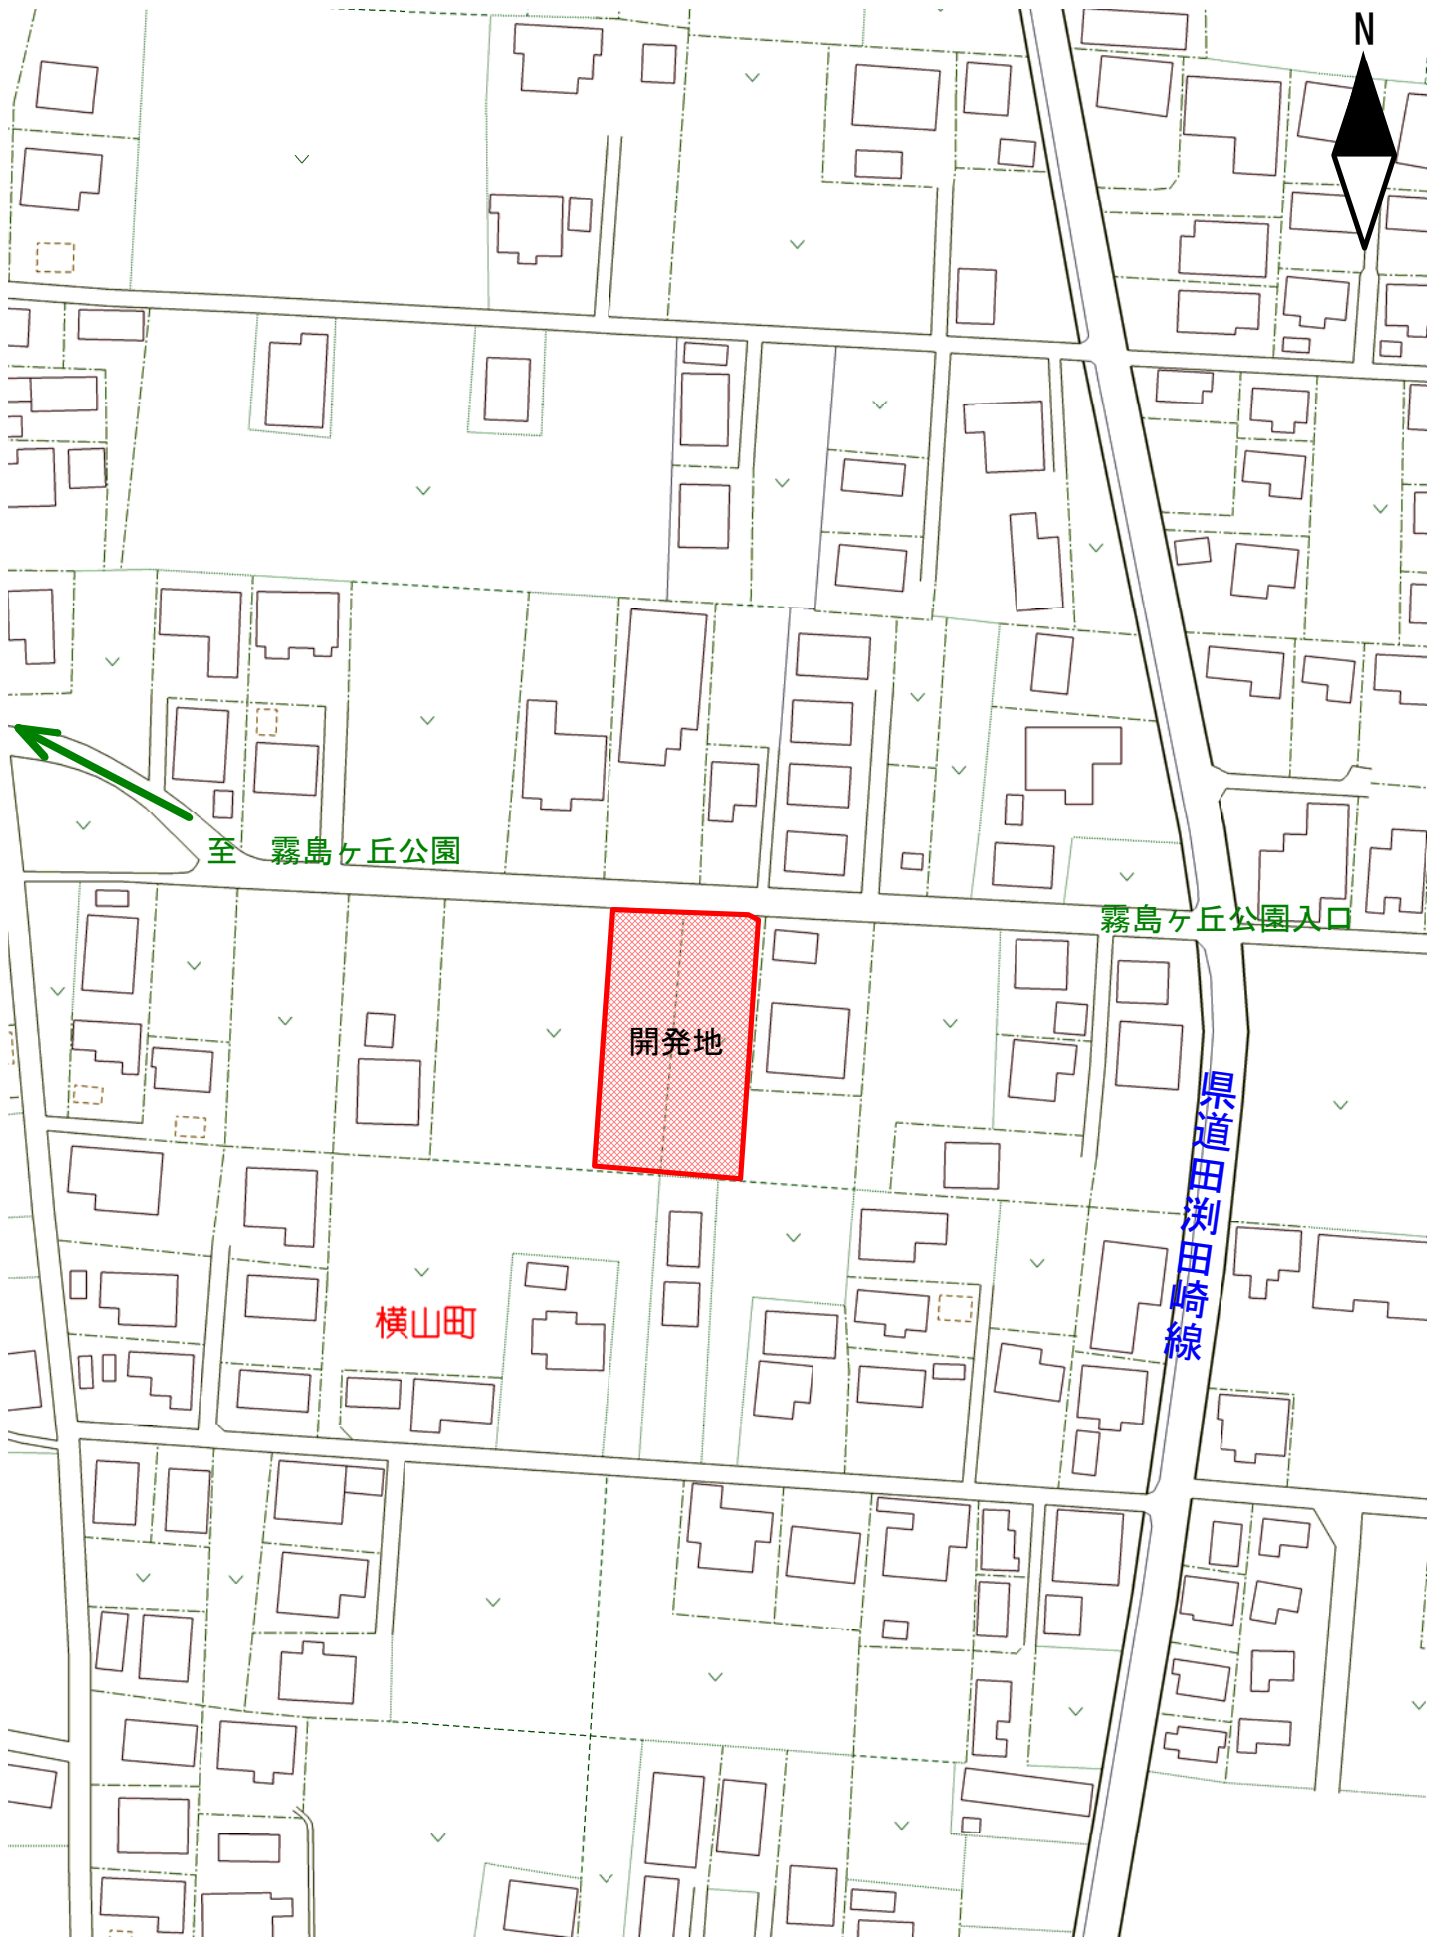 N
至 霧島ヶ丘公園
霧島ヶ丘公園入口
開発地
県道田渕田崎線
横山町